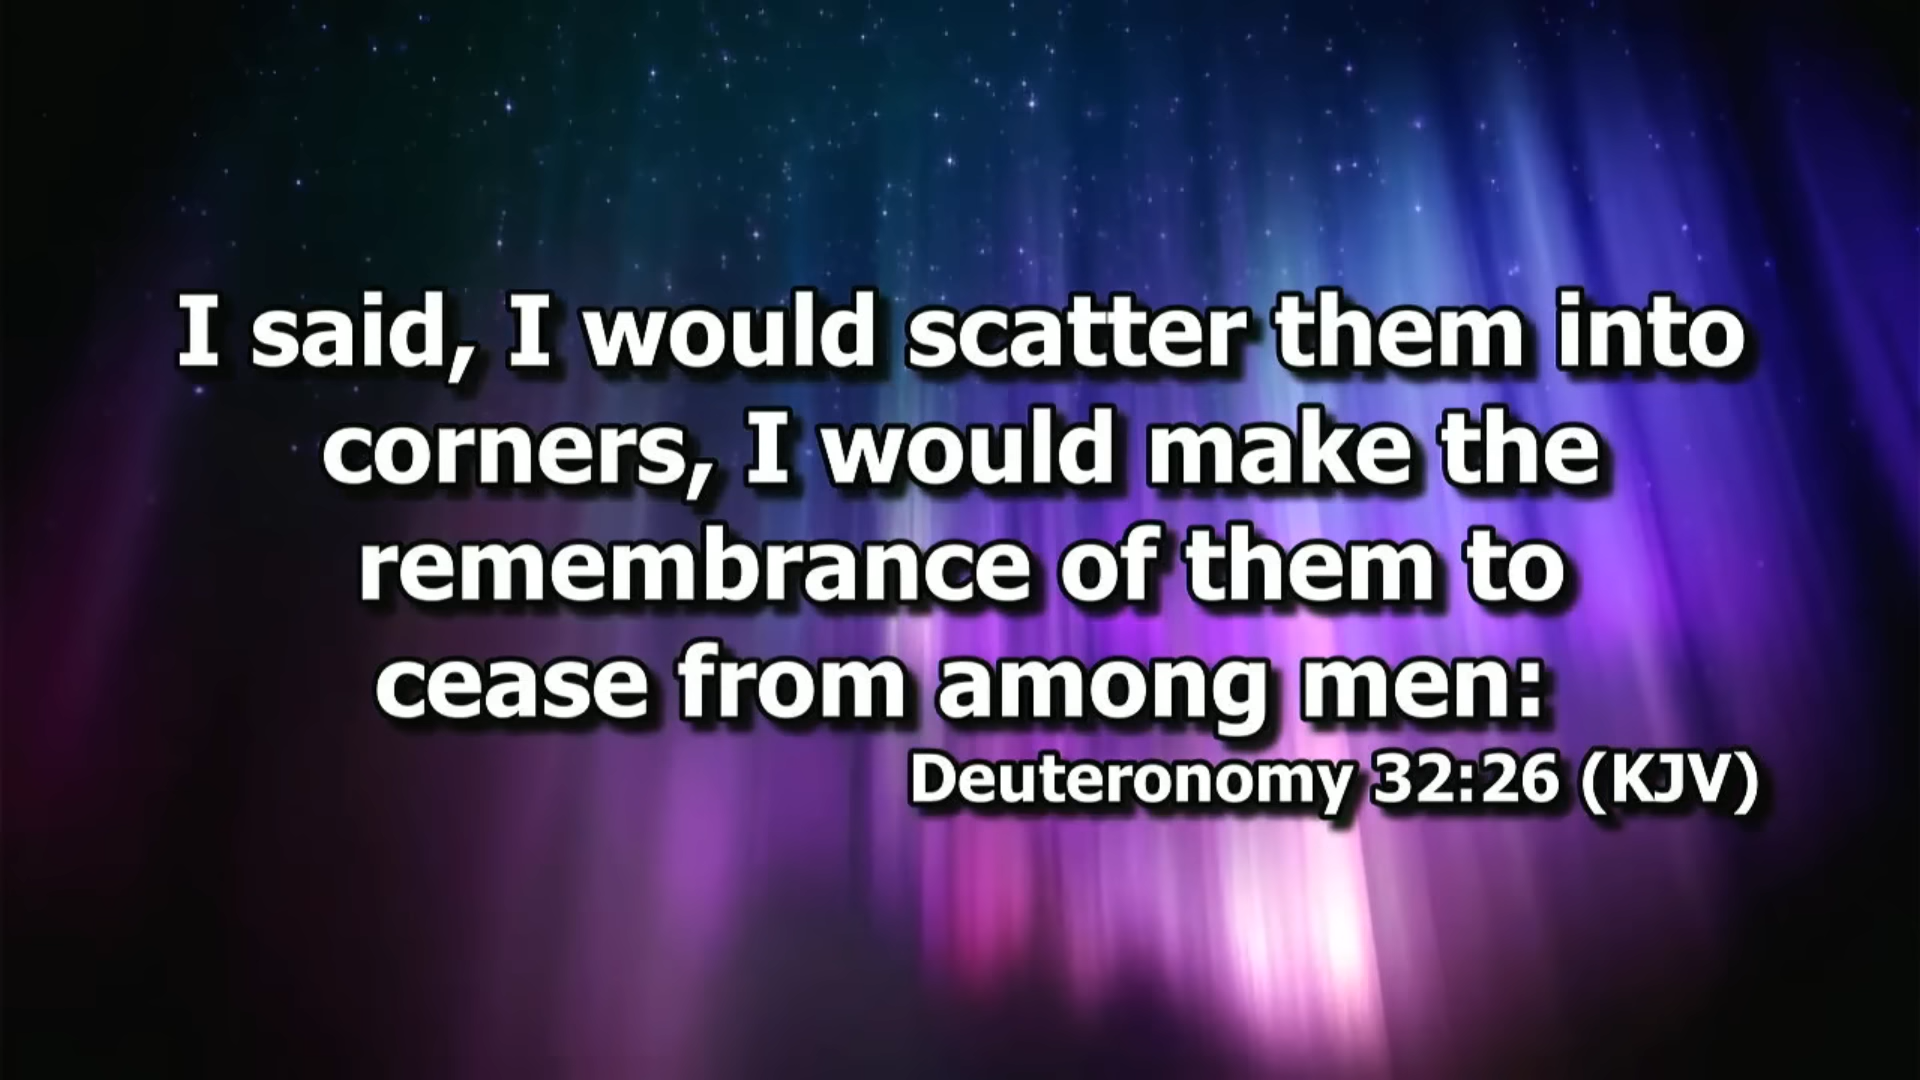 I said, I would scatter them into
corners, I would make the
remembrance of them to
cease from among men:
Deuteronomy 32:26 (KJV)